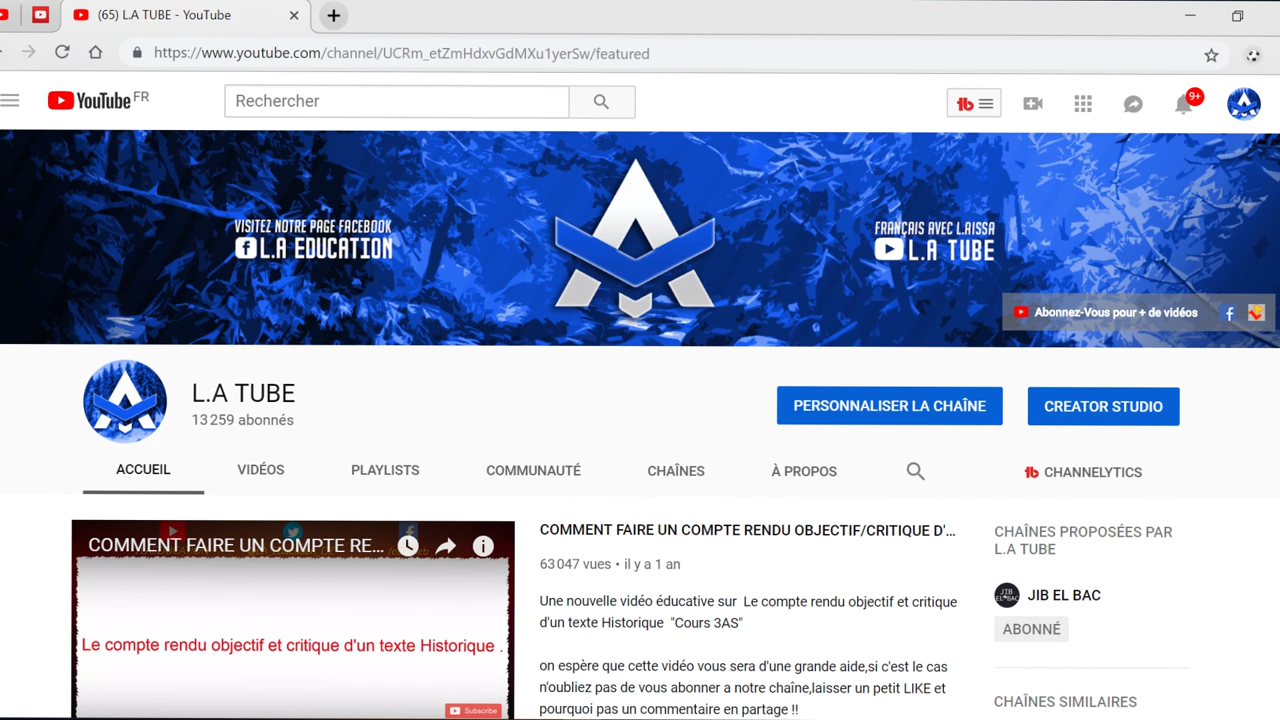 (65) L.A TUBE - YouTube
https://www.youtube.com/channel/UCRm_etZmHdxvGdMXu1yerSw/featured
YouTube FR
Rechercher
9+
VISITEZ NOTRE PAGE FACEBOOK
L.A EDUCATION
FRANÇAIS AVEC L.AISSA
L.A TUBE
Abonnez-Vous pour + de vidéos
L.A TUBE
13 259 abonnés
PERSONNALISER LA CHAÎNE
CREATOR STUDIO
ACCUEIL VIDÉOS PLAYLISTS COMMUNAUTÉ CHAÎNES À PROPOS CHANNELYTICS
COMMENT FAIRE UN COMPTE RE...
Le compte rendu objectif et critique d'un texte Historique .
Subscribe
COMMENT FAIRE UN COMPTE RENDU OBJECTIF/CRITIQUE D'...
63 047 vues • il y a 1 an
Une nouvelle vidéo éducative sur Le compte rendu objectif et critique
d'un texte Historique "Cours 3AS"
on espère que cette vidéo vous sera d'une grande aide,si c'est le cas
n'oubliez pas de vous abonner a notre chaîne,laisser un petit LIKE et
pourquoi pas un commentaire en partage !!
CHAÎNES PROPOSÉES PAR
L.A TUBE
JIB EL BAC
ABONNÉ
CHAÎNES SIMILAIRES